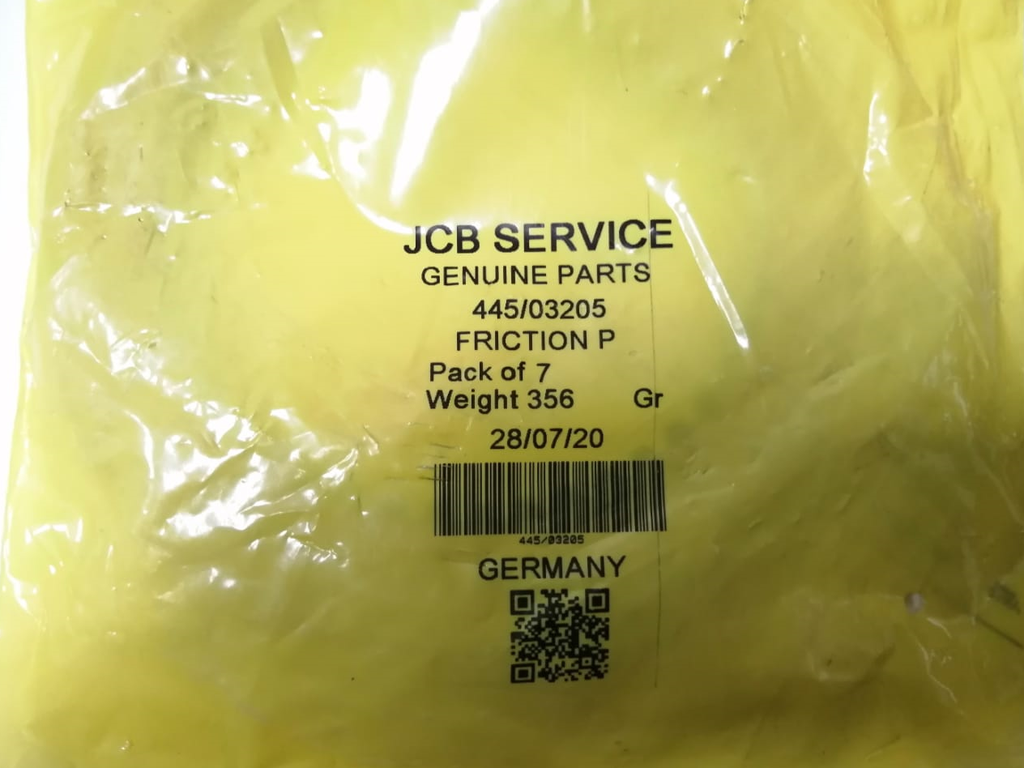 JCB SERVICE
GENUINE PARTS
445/03205
FRICTION P
Pack of 7
Weight 356 Gr
28/07/20
445/03205
GERMANY